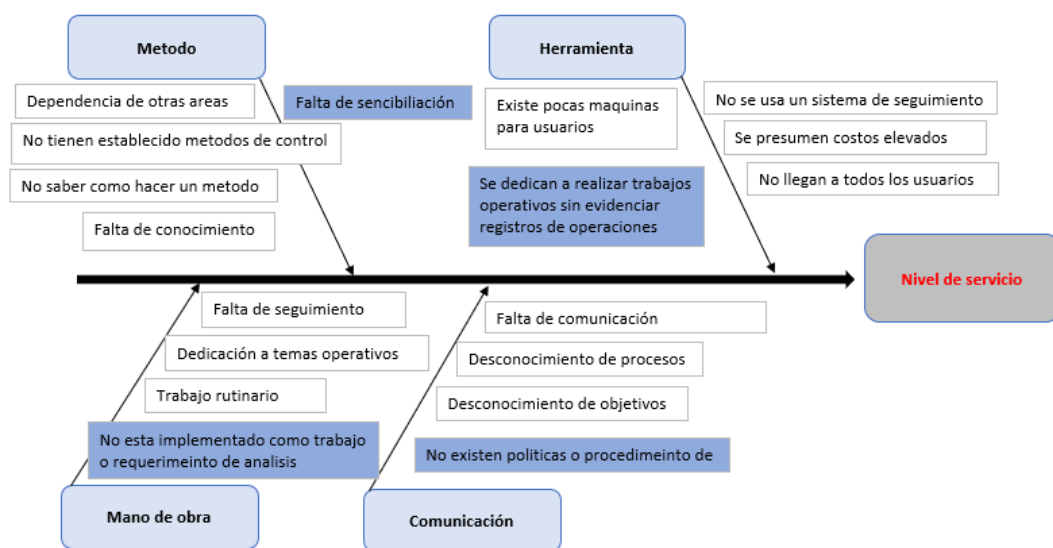 Metodo
Herramienta
Dependencia de otras areas
Falta de sencibiliación
No tienen establecido metodos de control
No saber como hacer un metodo
Falta de conocimiento
Existe pocas maquinas
para usuarios
Se dedican a realizar trabajos
operativos sin evidenciar
registros de operaciones
No se usa un sistema de seguimiento
Se presumen costos elevados
No llegan a todos los usuarios
Nivel de servicio
Falta de seguimiento
Dedicación a temas operativos
Trabajo rutinario
No esta implementado como trabajo
o requerimeinto de analisis
Falta de comunicación
Desconocimiento de procesos
Desconocimiento de objetivos
No existen politicas o procedimeinto de
Mano de obra
Comunicación